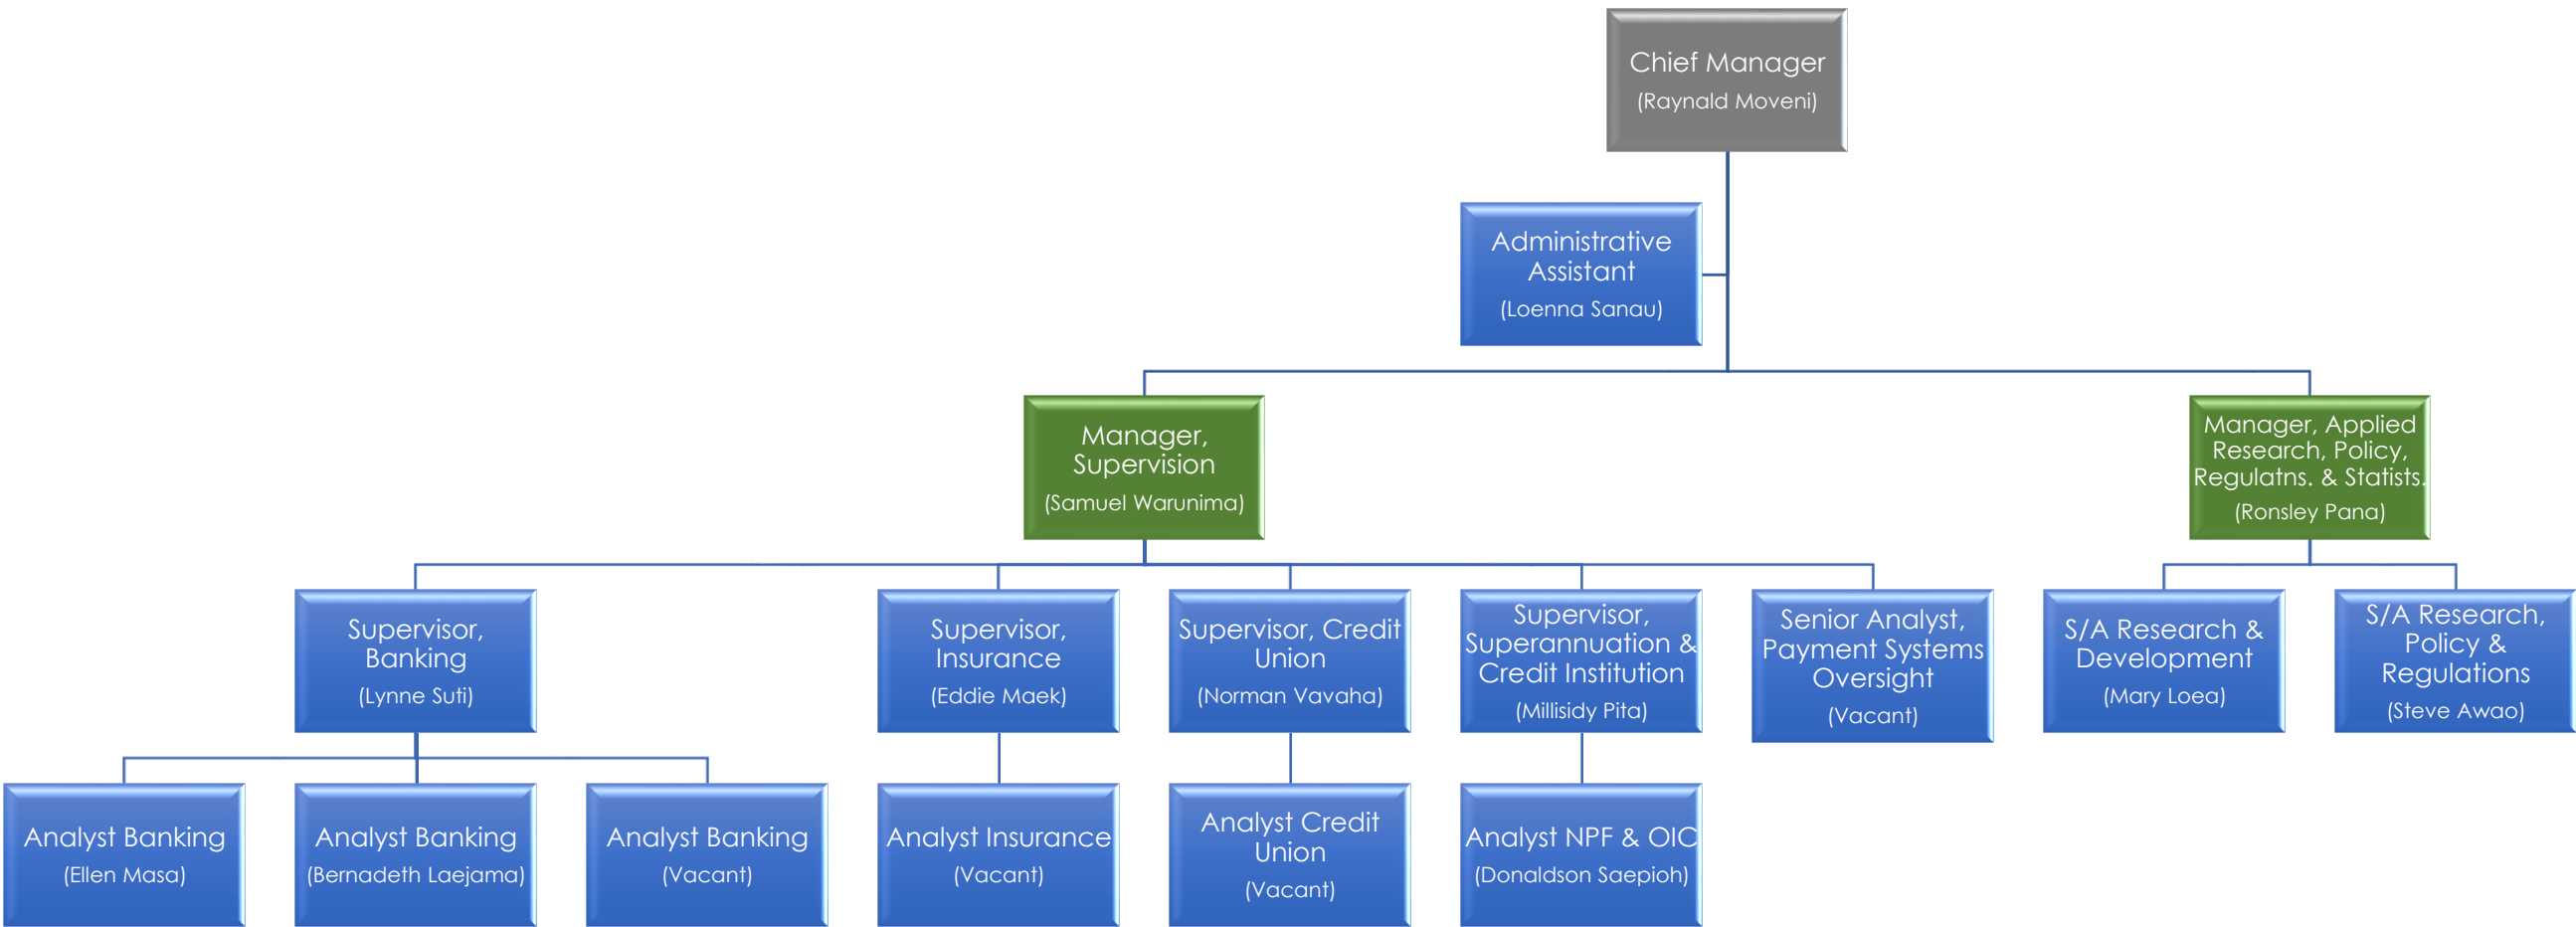 Chief Manager
(Raynald Moveni)
Administrative
Assistant
(Loenna Sanau)
Manager,
Supervision
(Samuel Warunima)
Manager, Applied
Research, Policy,
Regulatns. & Statists.
(Ronsley Pana)
Supervisor,
Banking
(Lynne Suti)
Supervisor,
Insurance
(Eddie Maek)
Supervisor, Credit
Union
(Norman Vavaha)
Supervisor,
Superannuation &
Credit Institution
(Millisidy Pita)
Senior Analyst,
Payment Systems
Oversight
(Vacant)
S/A Research &
Development
(Mary Loea)
S/A Research,
Policy &
Regulations
(Steve Awao)
Analyst Banking
(Ellen Masa)
Analyst Banking
(Bernadeth Laejama)
Analyst Banking
(Vacant)
Analyst Insurance
(Vacant)
Analyst Credit
Union
(Vacant)
Analyst NPF & OIC
(Donaldson Saepioh)